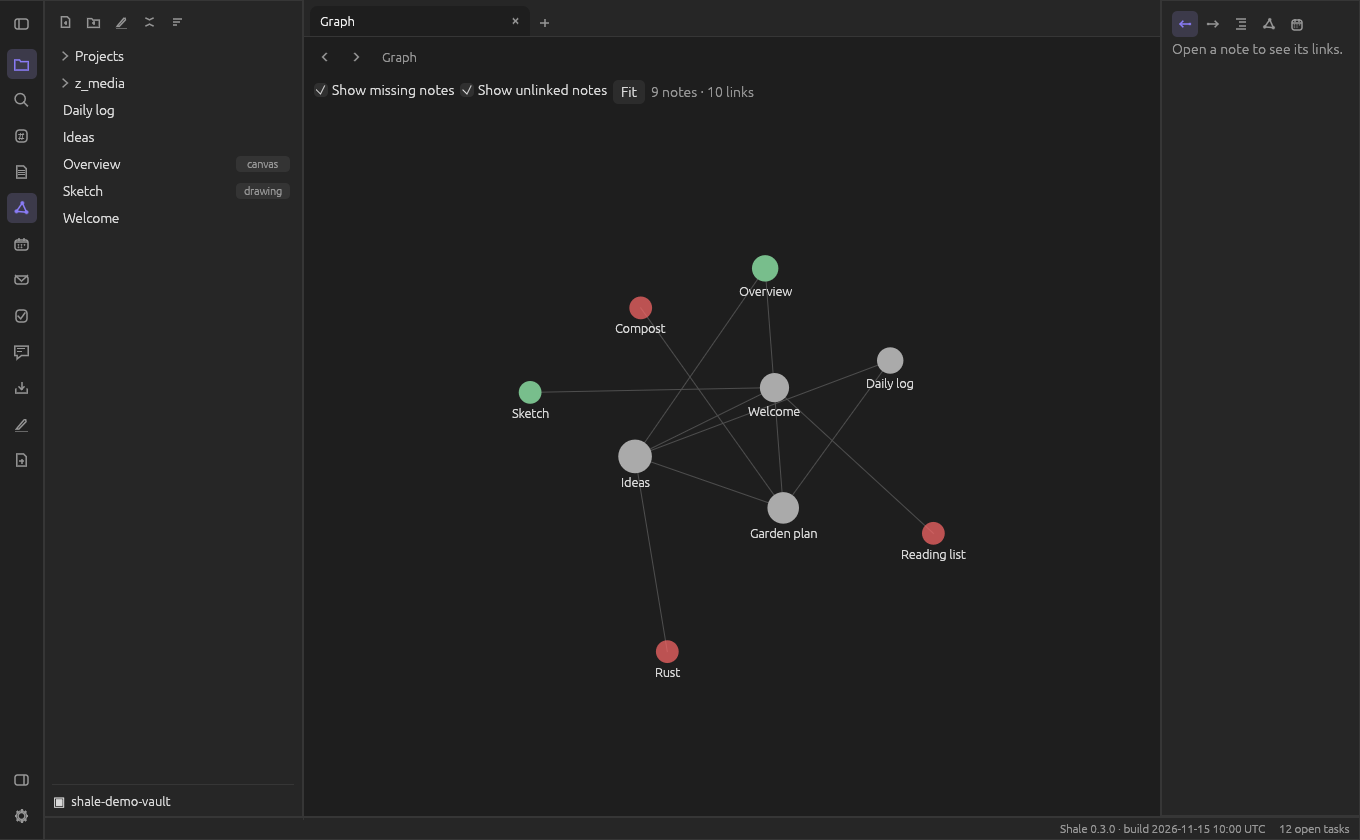 Graph
Graph
Show missing notes Show unlinked notes Fit 9 notes · 10 links
Projects
z_media
Daily log
Ideas
Overview canvas
Sketch drawing
Welcome
shale-demo-vault
Overview
Compost
Daily log
Sketch
Welcome
Ideas
Garden plan
Reading list
Rust
Open a note to see its links.
Shale 0.3.0 · build 2026-11-15 10:00 UTC 12 open tasks